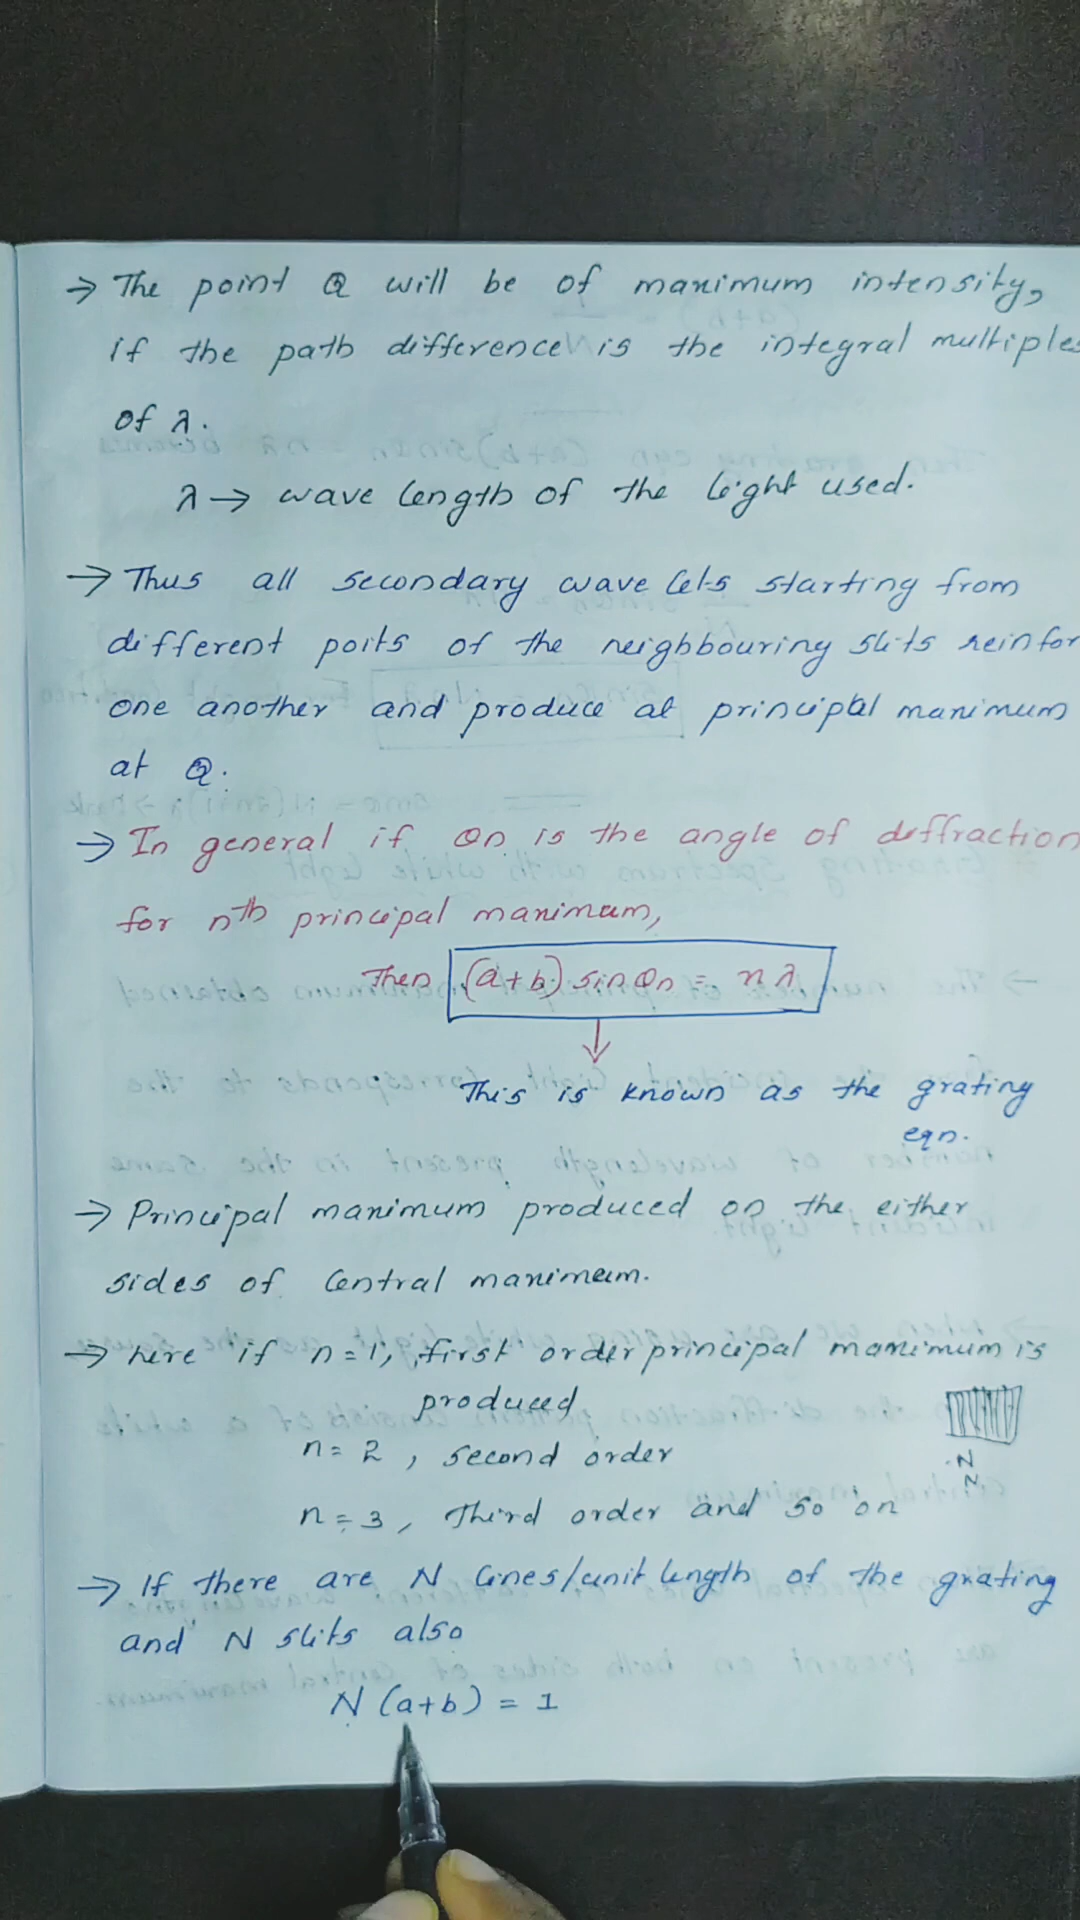 → The point Q will be of maximum intensity,
if the path difference is the integral multiples
of λ.
λ → wave length of the light used.
→ Thus all secondary wave lets starting from
different poits of the neighbouring slits reinfor
one another and produce at principal maximum
at Q.
→ In general if θn is the angle of diffraction
for nth principal maximum,
Then (a+b) sin θn = nλ
This is known as the grating
eqn.
→ Principal maximum produced on the either
sides of central maximum.
→ here if n=1, first order principal maximum is
produced
n=2, second order
n=3, Third order and so on
N
N
→ If there are N lines/unit length of the grating
and N slits also
N (a+b) = 1